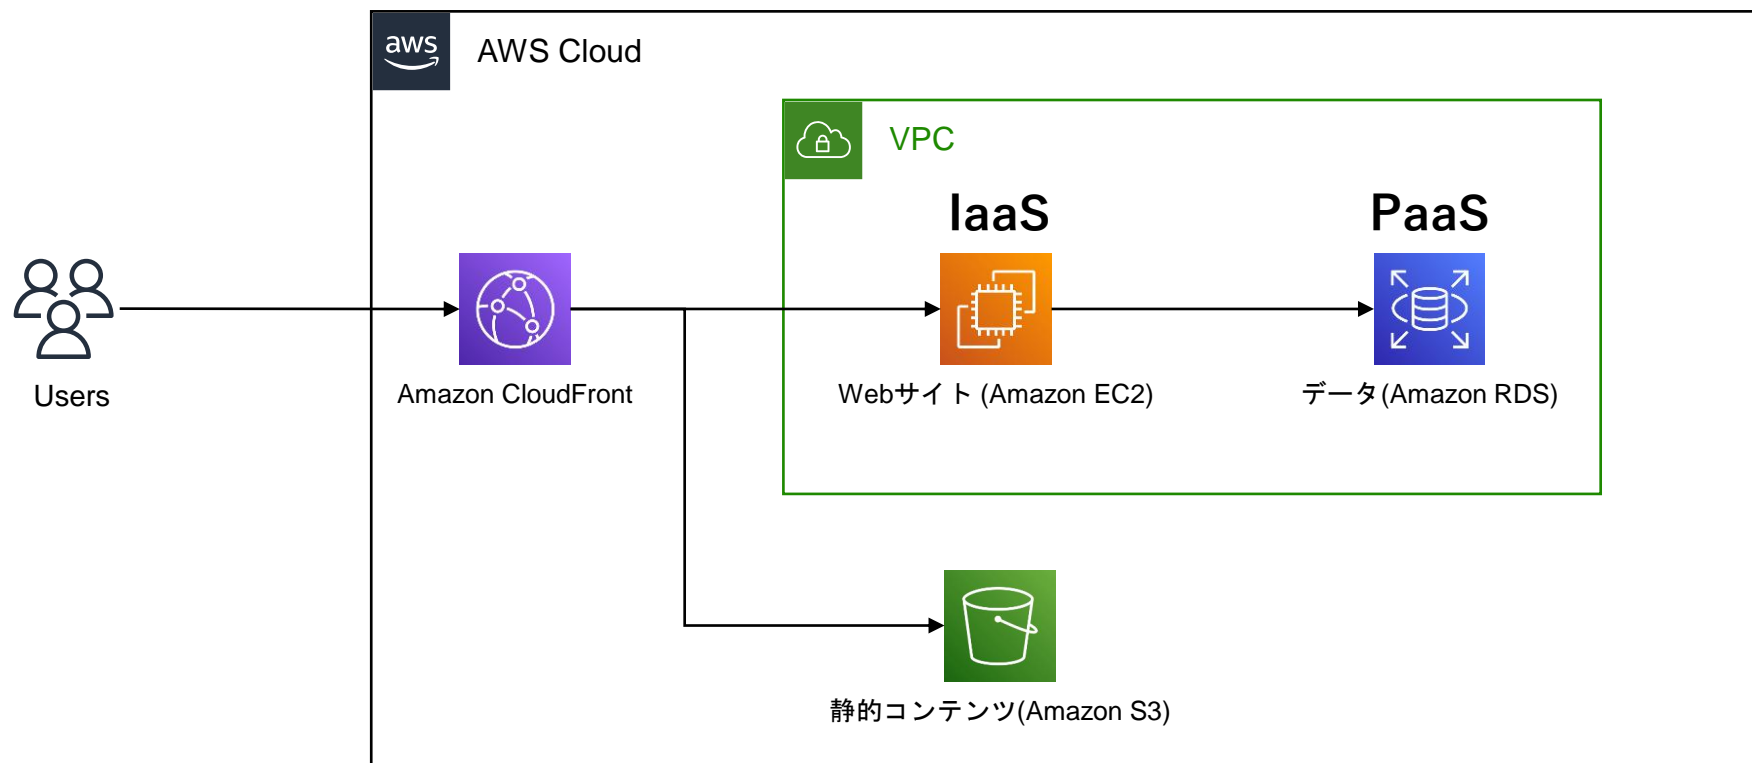 aws
AWS Cloud
VPC
IaaS
PaaS
Users
Amazon CloudFront
Webサイト (Amazon EC2)
データ(Amazon RDS)
静的コンテンツ(Amazon S3)